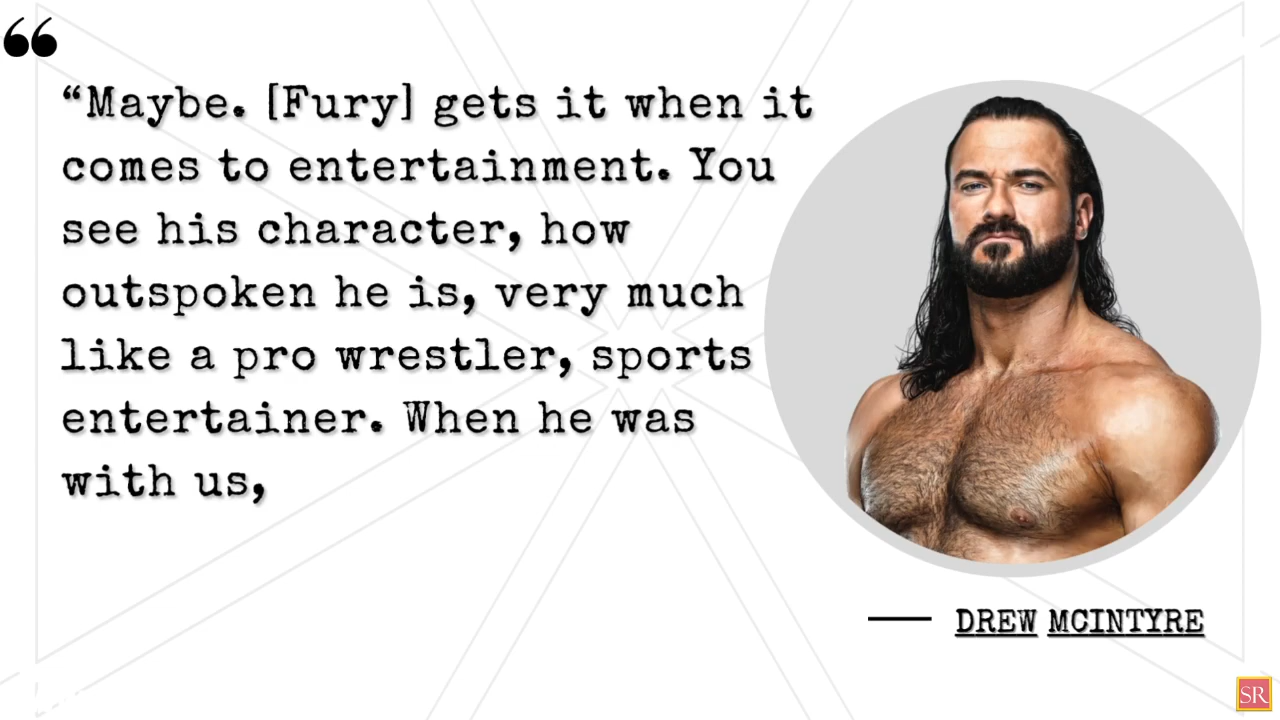 “Maybe. [Fury] gets it when it
comes to entertainment. You
see his character, how
outspoken he is, very much
like a pro wrestler, sports
entertainer. When he was
with us,
DREW MCINTYRE
SR